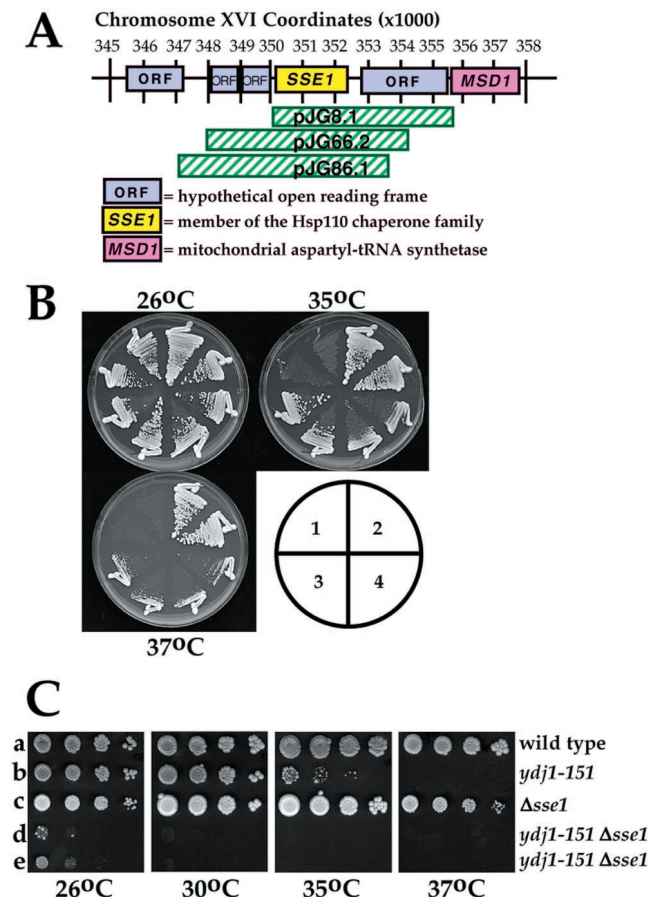 A
Chromosome XVI Coordinates (x1000)
345 346 347 348 349 350 351 352 353 354 355 356 357 358
ORF ORF ORF SSE1 ORF MSD1
pJG8.1
pJG66.2
pJG86.1
ORF = hypothetical open reading frame
SSE1 = member of the Hsp110 chaperone family
MSD1 = mitochondrial aspartyl-tRNA synthetase
B
26°C 35°C
1 2
3 4
37°C
C
a wild type
b ydj1-151
c Δsse1
d ydj1-151 Δsse1
e ydj1-151 Δsse1
26°C 30°C 35°C 37°C